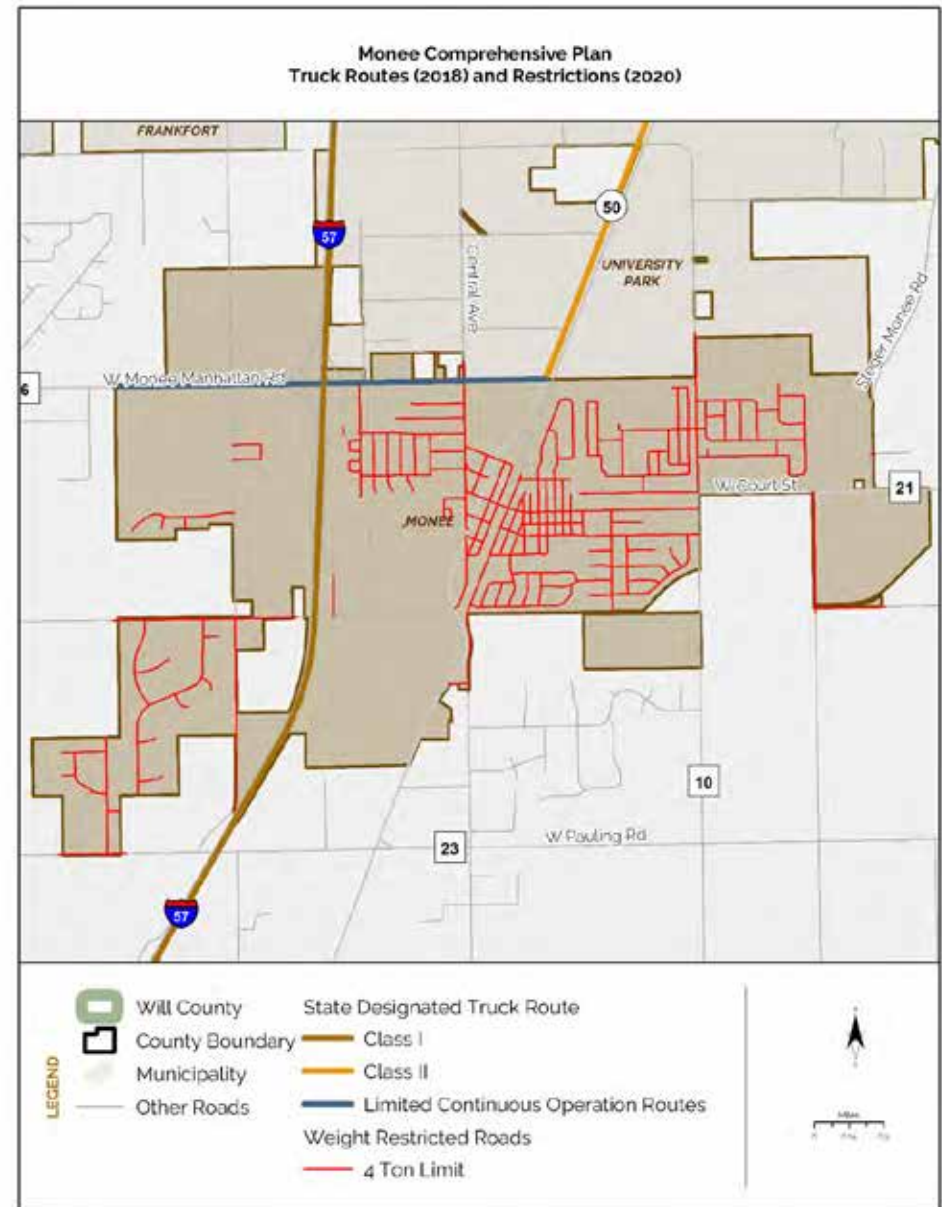 Monee Comprehensive Plan
Truck Routes (2018) and Restrictions (2020)
FRANKFORT
57
50
Central Ave
UNIVERSITY
PARK
Steger Monee Rd
6
W Monee Manhattan Rd
W Court St
21
MONEE
10
W Pauling Rd
23
57
LEGEND
Will County
County Boundary
Municipality
Other Roads
State Designated Truck Route
Class I
Class II
Limited Continuous Operation Routes
Weight Restricted Roads
4 Ton Limit
Miles